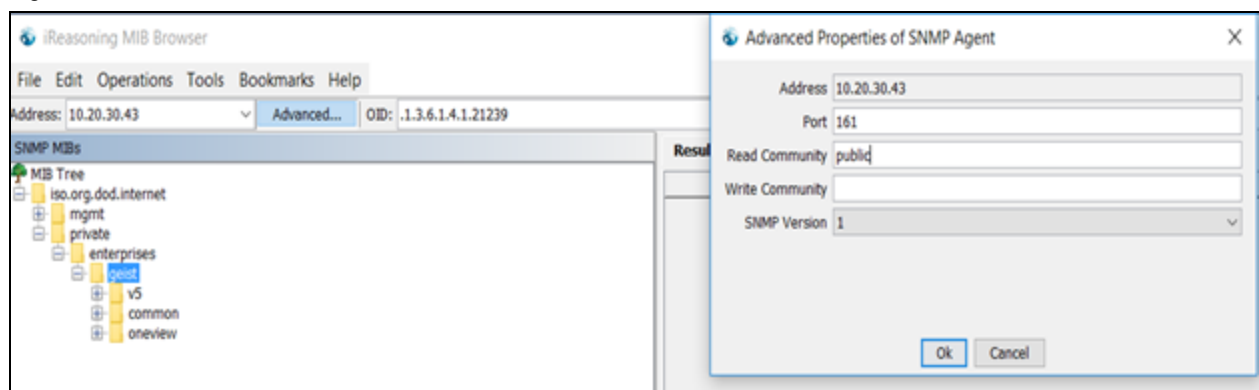 iReasoning MIB Browser
File Edit Operations Tools Bookmarks Help
Address: 10.20.30.43 Advanced... OID: .1.3.6.1.4.1.21239
SNMP MIBs
MIB Tree
iso.org.dod.internet
mgmt
private
enterprises
geist
v5
common
oneview
Resul
Advanced Properties of SNMP Agent
Address 10.20.30.43
Port 161
Read Community public
Write Community
SNMP Version 1
Ok Cancel